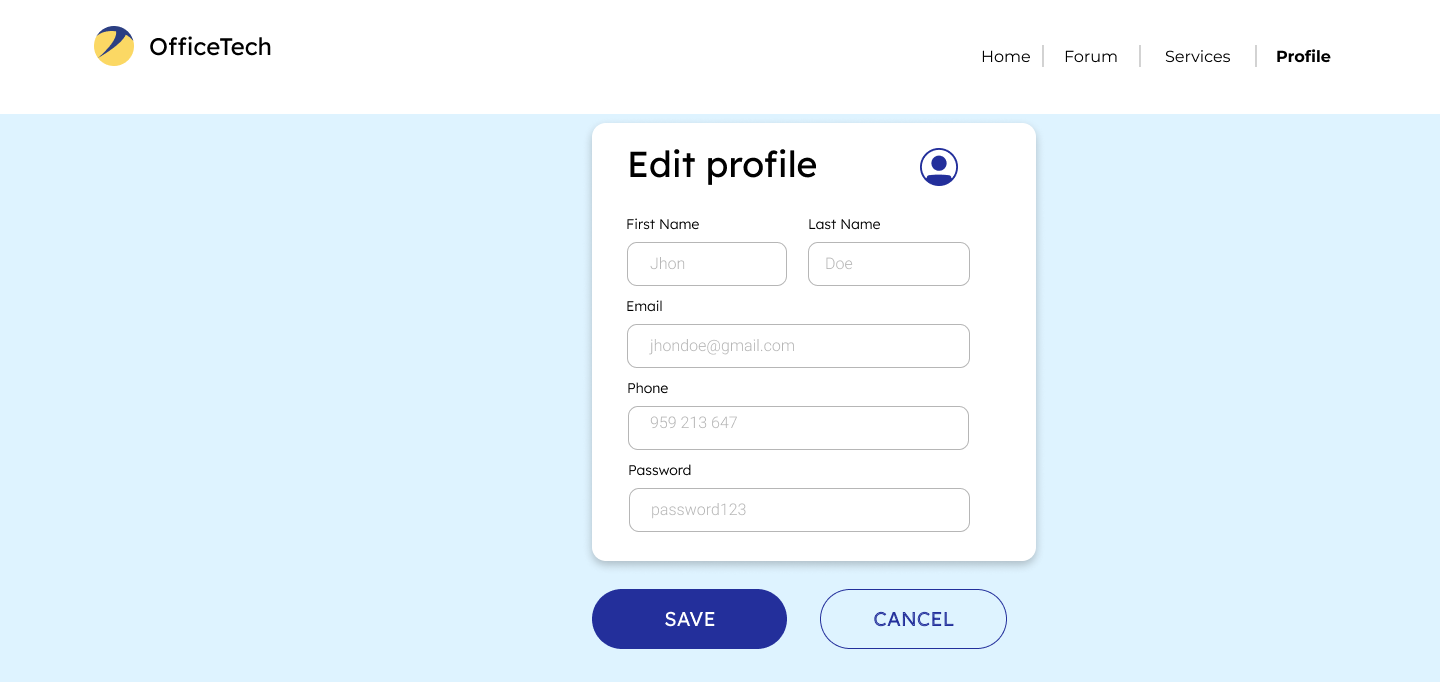 OfficeTech
Home Forum Services Profile
Edit profile
First Name Last Name
Jhon Doe
Email
jhondoe@gmail.com
Phone
959 213 647
Password
password123
SAVE CANCEL